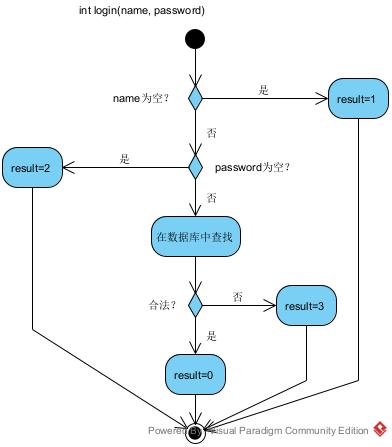 int login(name, password)
name为空？
是
result=1
否
是
result=2
password为空？
否
在数据库中查找
合法？
否
result=3
是
result=0
Powered By Visual Paradigm Community Edition